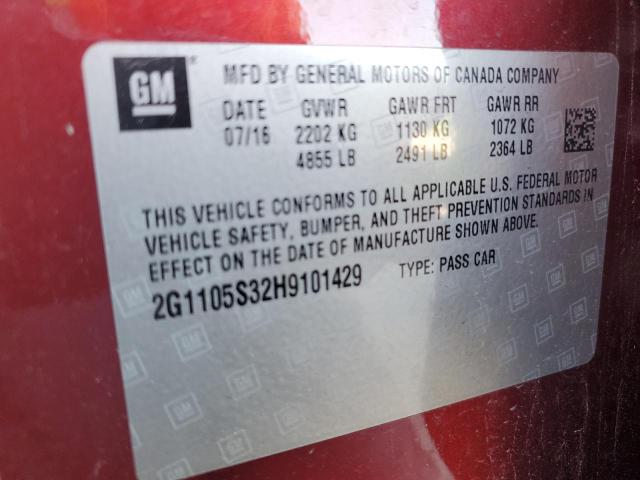 GM® MFD BY GENERAL MOTORS OF CANADA COMPANY
DATE GVWR GAWR FRT GAWR RR
07/16 2202 KG 1130 KG 1072 KG
4855 LB 2491 LB 2364 LB
THIS VEHICLE CONFORMS TO ALL APPLICABLE U.S. FEDERAL MOTOR
VEHICLE SAFETY, BUMPER, AND THEFT PREVENTION STANDARDS IN
EFFECT ON THE DATE OF MANUFACTURE SHOWN ABOVE.
2G1105S32H9101429 TYPE: PASS CAR